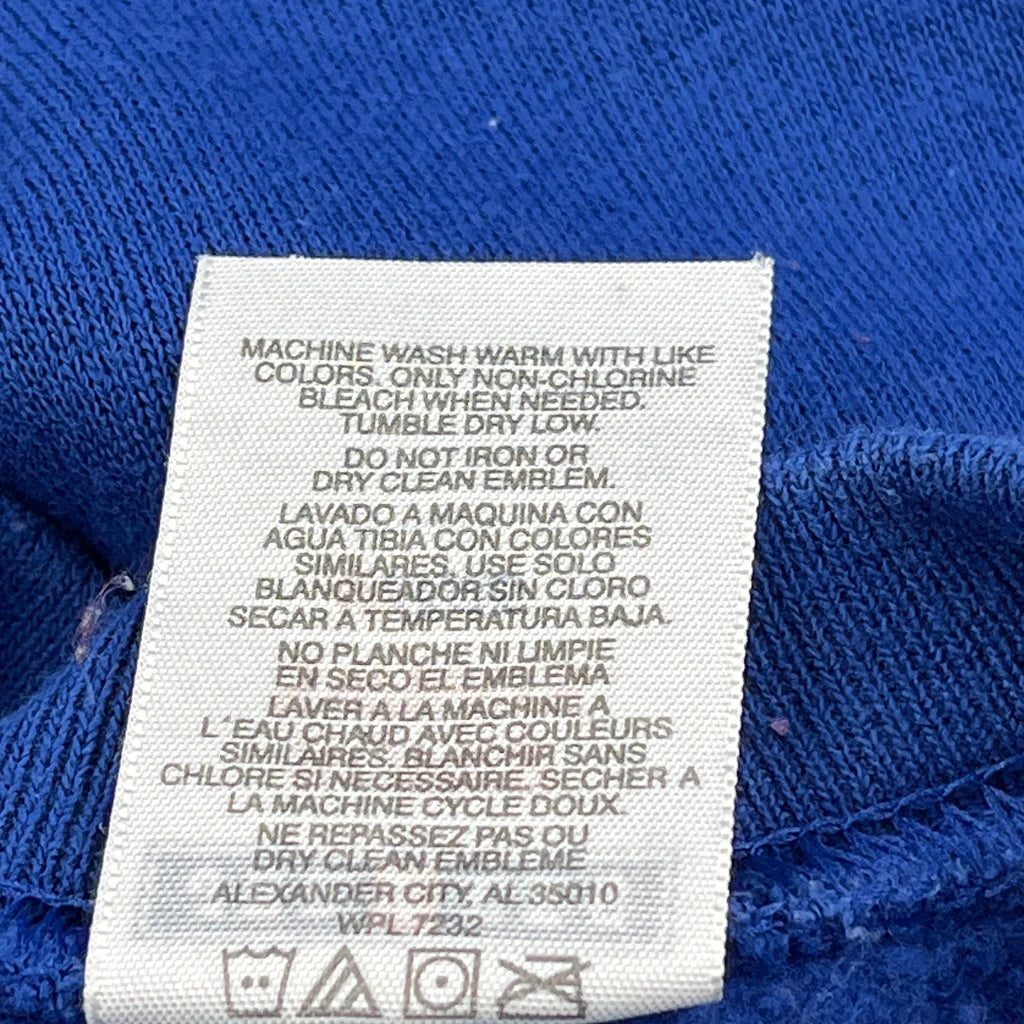 MACHINE WASH WARM WITH LIKE
COLORS. ONLY NON-CHLORINE
BLEACH WHEN NEEDED.
TUMBLE DRY LOW.
DO NOT IRON OR
DRY CLEAN EMBLEM.
LAVADO A MAQUINA CON
AGUA TIBIA CON COLORES
SIMILARES. USE SOLO
BLANQUEADOR SIN CLORO
SECAR A TEMPERATURA BAJA.
NO PLANCHE NI LIMPIE
EN SECO EL EMBLEMA
LAVER A LA MACHINE A
L'EAU CHAUD AVEC COULEURS
SIMILAIRES. BLANCHIR SANS
CHLORE SI NECESSAIRE. SECHER A
LA MACHINE CYCLE DOUX.
NE REPASSEZ PAS OU
DRY CLEAN EMBLEME
ALEXANDER CITY, AL 35010
WPL 7232